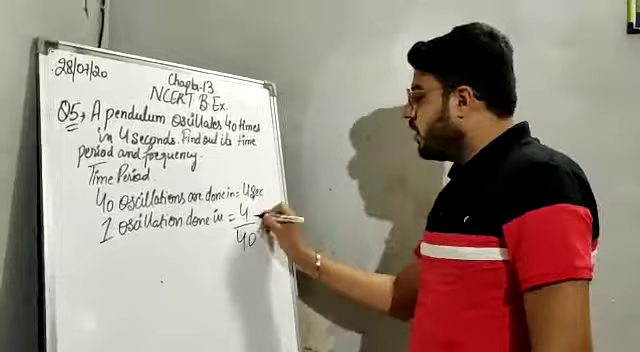 28/07/20
Chapter-13
NCERT B.Ex.
Q5→ A pendulum oscillates 40 times
in 4 seconds. Find out its time
period and frequency.
Time Period.
40 oscillations are done in = 4 sec
1 oscillation done in = 4
40